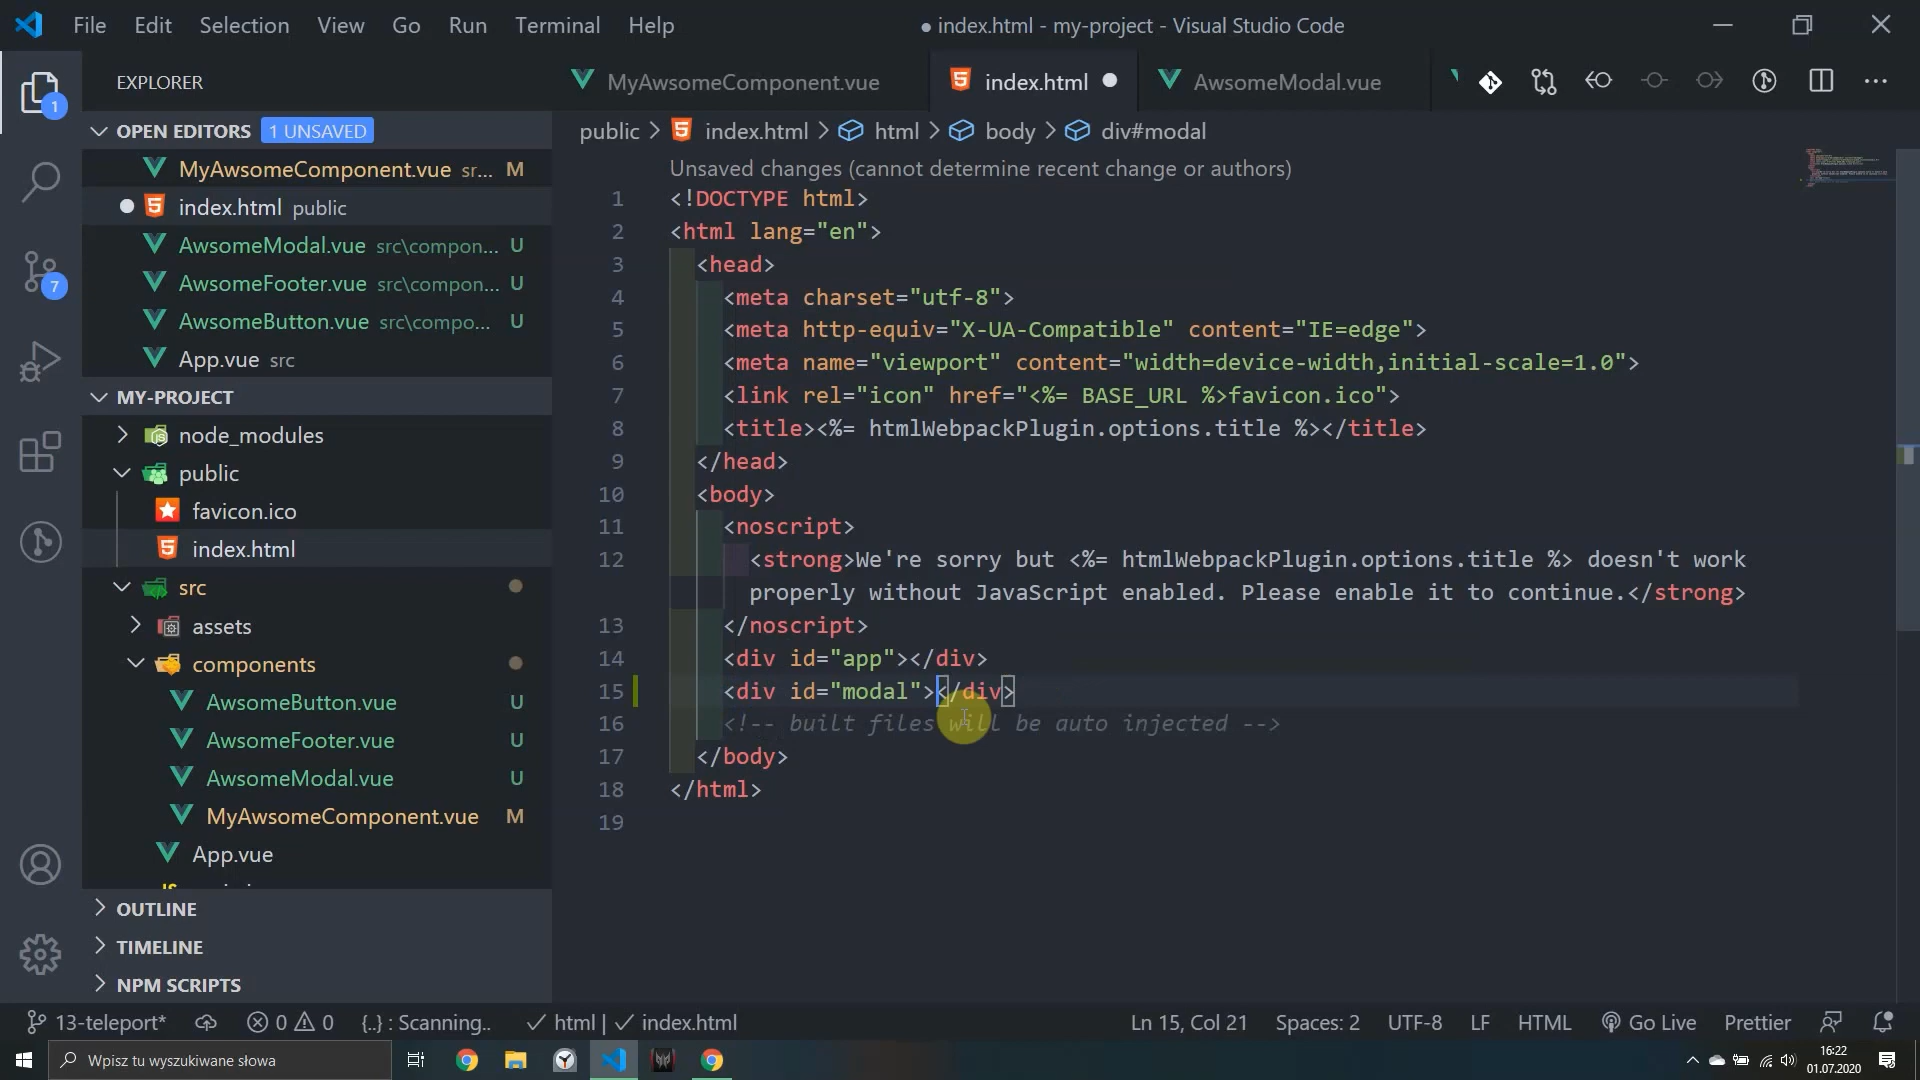 File Edit Selection View Go Run Terminal Help
● index.html - my-project - Visual Studio Code
EXPLORER
MyAwsomeComponent.vue
index.html
AwsomeModal.vue
1
OPEN EDITORS 1 UNSAVED
public > index.html > html > body > div#modal
MyAwsomeComponent.vue sr... M
index.html public
AwsomeModal.vue src\compon... U
AwsomeFooter.vue src\compon... U
7
AwsomeButton.vue src\compo... U
App.vue src
MY-PROJECT
node_modules
public
favicon.ico
index.html
src
assets
components
AwsomeButton.vue U
AwsomeFooter.vue U
AwsomeModal.vue U
MyAwsomeComponent.vue M
App.vue
OUTLINE
TIMELINE
NPM SCRIPTS
Unsaved changes (cannot determine recent change or authors)
1 <!DOCTYPE html>
2 <html lang="en">
3 <head>
4 <meta charset="utf-8">
5 <meta http-equiv="X-UA-Compatible" content="IE=edge">
6 <meta name="viewport" content="width=device-width,initial-scale=1.0">
7 <link rel="icon" href="<%= BASE_URL %>favicon.ico">
8 <title><%= htmlWebpackPlugin.options.title %></title>
9 </head>
10 <body>
11 <noscript>
12 <strong>We're sorry but <%= htmlWebpackPlugin.options.title %> doesn't work
properly without JavaScript enabled. Please enable it to continue.</strong>
13 </noscript>
14 <div id="app"></div>
15 <div id="modal"></div>
16 <!-- built files will be auto injected -->
17 </body>
18 </html>
19
13-teleport* 0 0 {..} : Scanning.. html | index.html
Ln 15, Col 21 Spaces: 2 UTF-8 LF HTML Go Live Prettier
Wpisz tu wyszukiwane słowa
16:22
01.07.2020